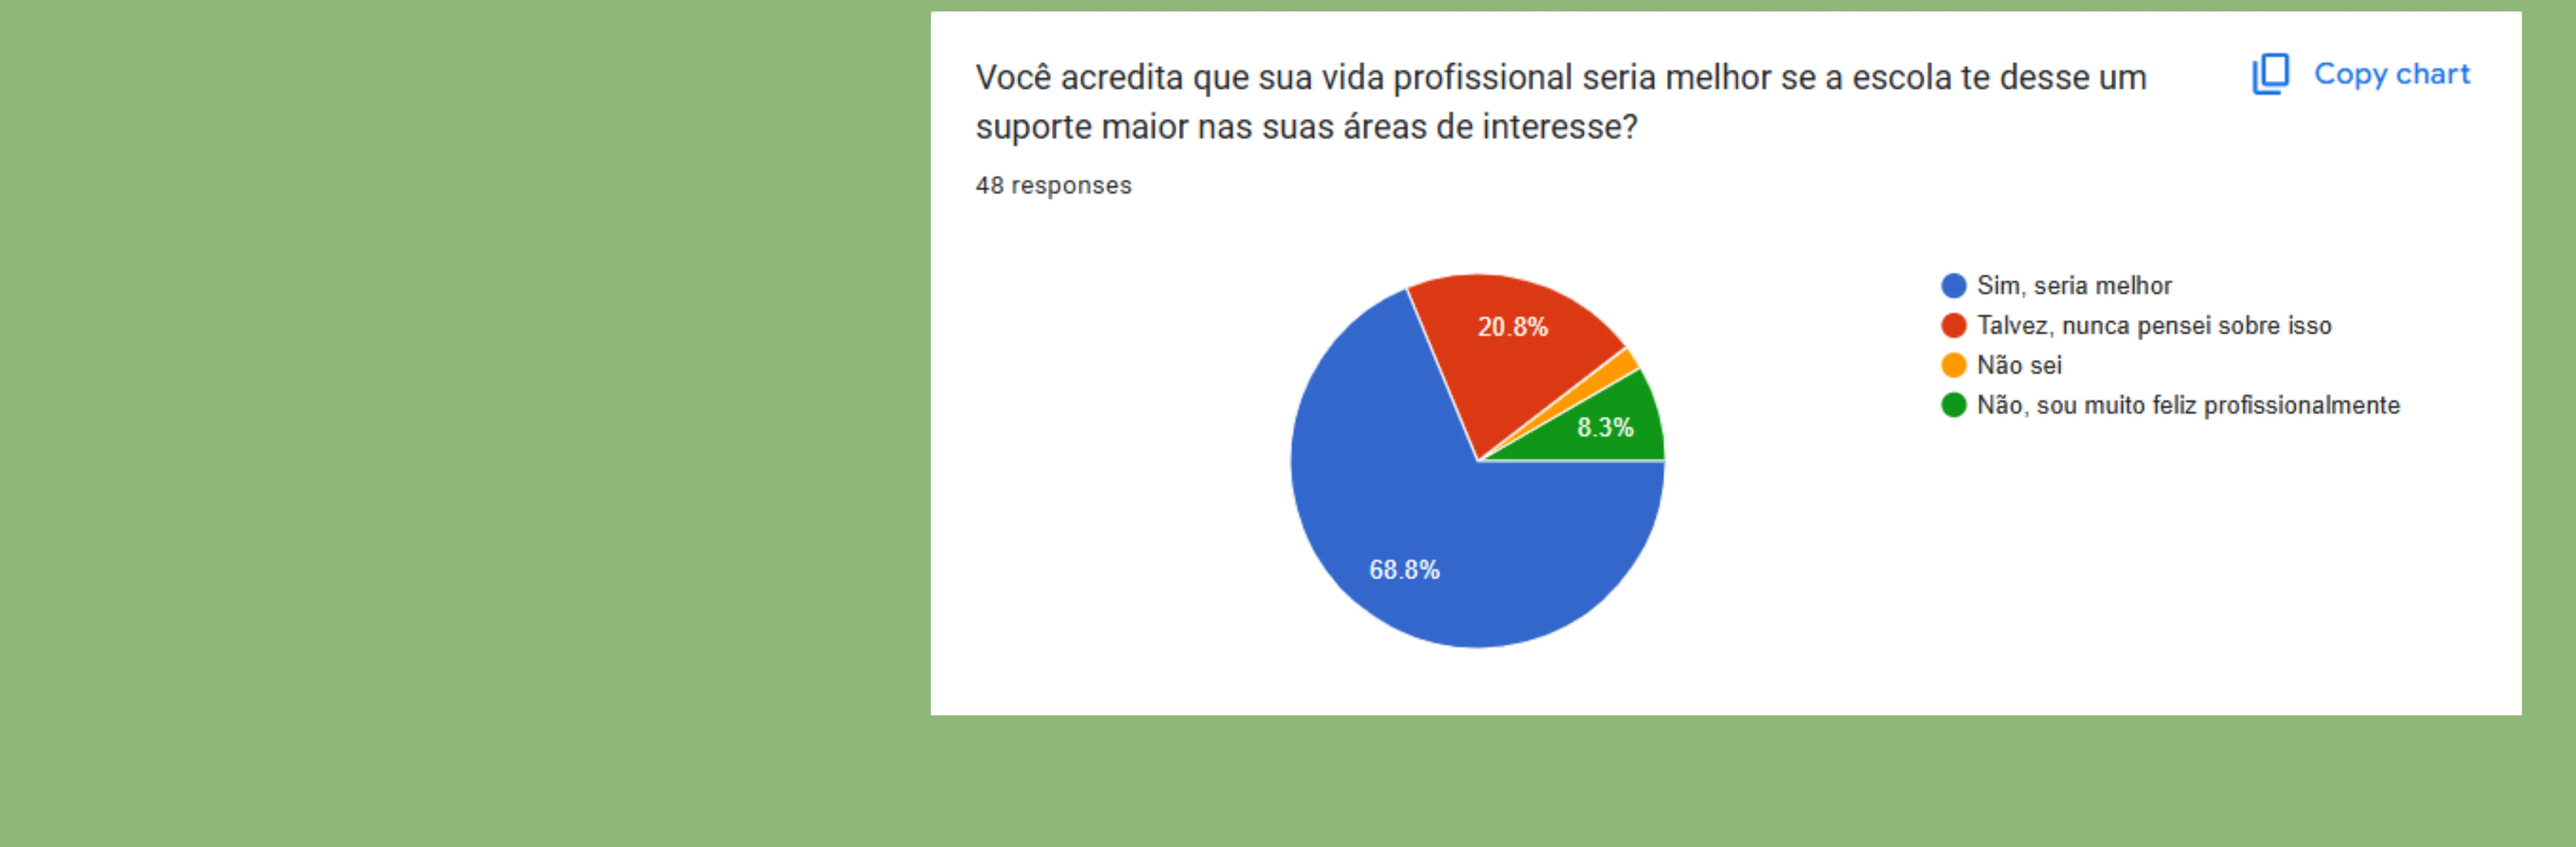 Você acredita que sua vida profissional seria melhor se a escola te desse um
suporte maior nas suas áreas de interesse?
Copy chart
48 responses
20.8%
8.3%
68.8%
Sim, seria melhor
Talvez, nunca pensei sobre isso
Não sei
Não, sou muito feliz profissionalmente